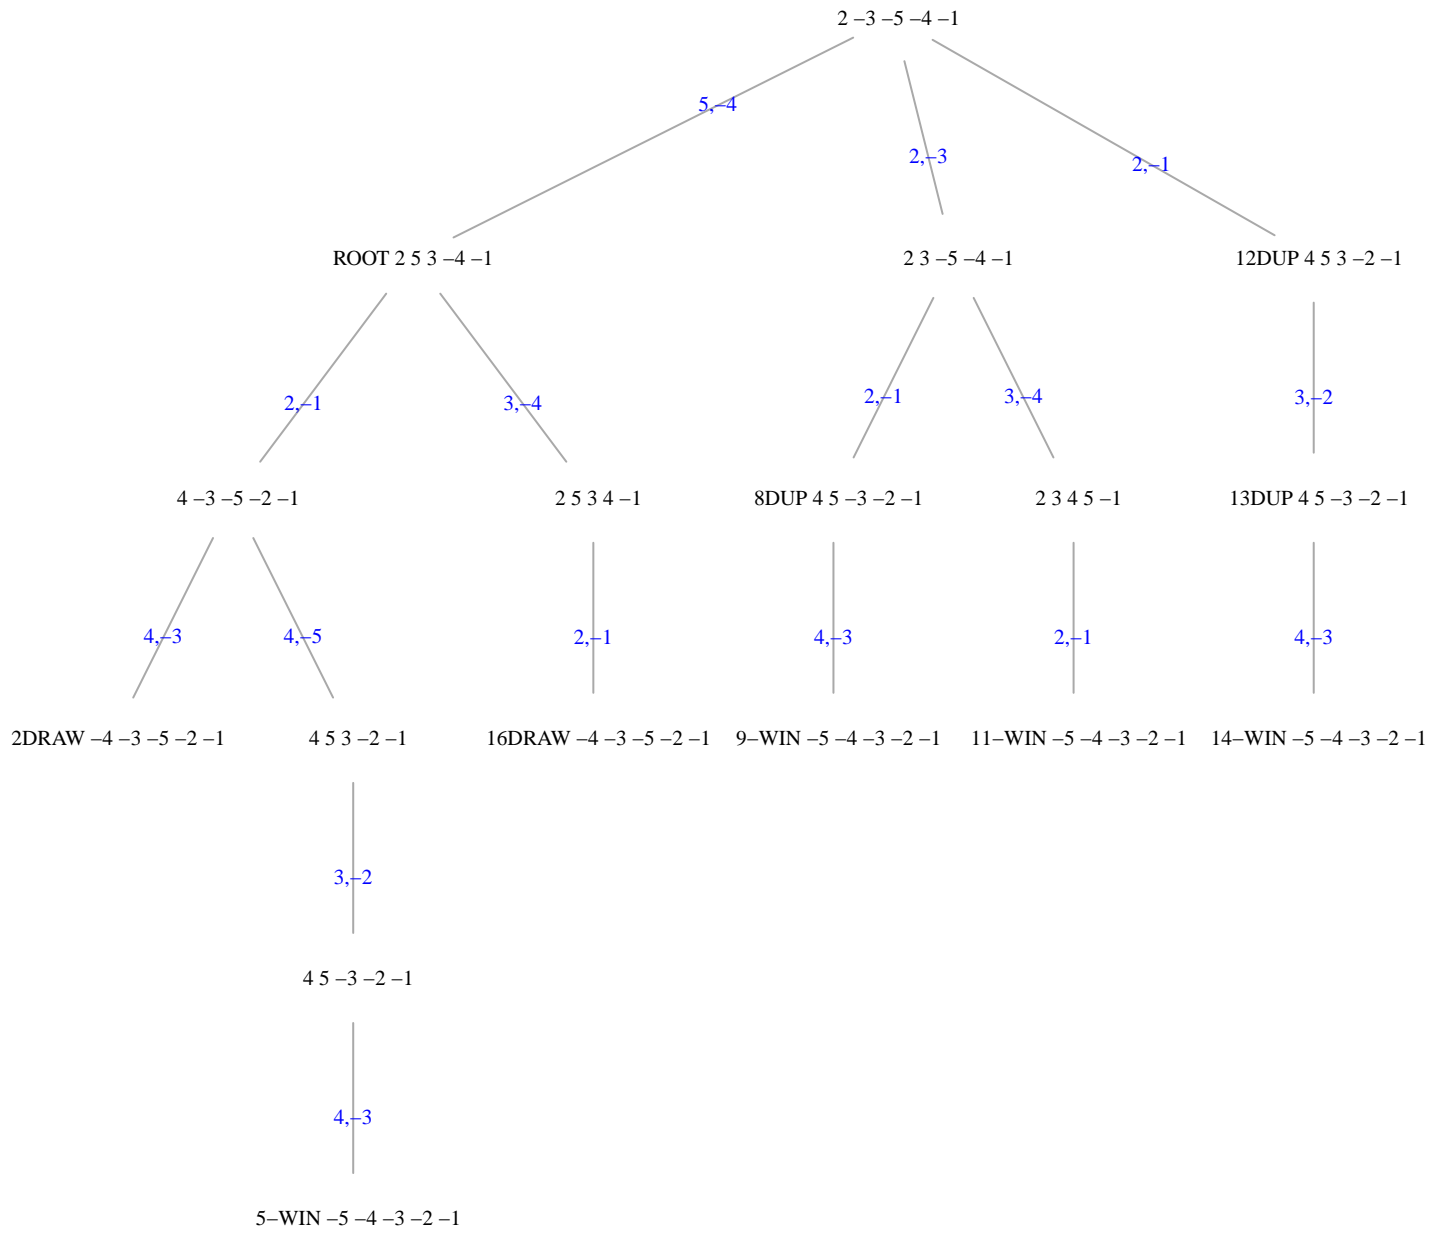 2 –3 –5 –4 –1
5,–4
2,–3
2,–1
ROOT 2 5 3 –4 –1
2 3 –5 –4 –1
12DUP 4 5 3 –2 –1
2,–1
3,–4
2,–1
3,–4
3,–2
4 –3 –5 –2 –1
2 5 3 4 –1
8DUP 4 5 –3 –2 –1
2 3 4 5 –1
13DUP 4 5 –3 –2 –1
4,–3
4,–5
2,–1
4,–3
2,–1
4,–3
2DRAW –4 –3 –5 –2 –1
4 5 3 –2 –1
16DRAW –4 –3 –5 –2 –1
9–WIN –5 –4 –3 –2 –1
11–WIN –5 –4 –3 –2 –1
14–WIN –5 –4 –3 –2 –1
3,–2
4 5 –3 –2 –1
4,–3
5–WIN –5 –4 –3 –2 –1